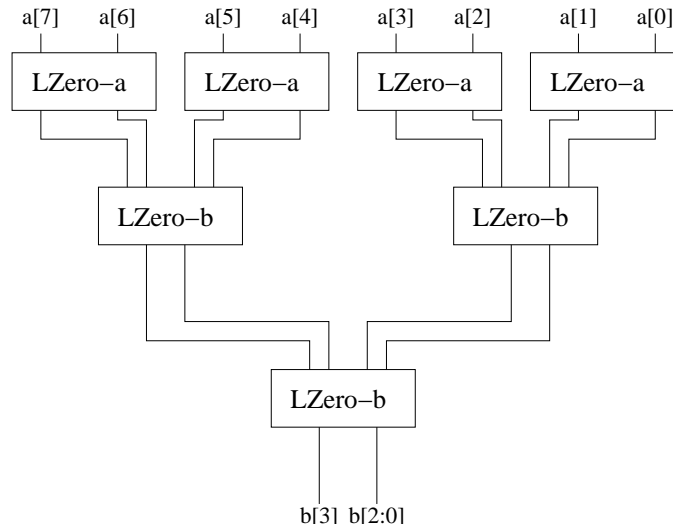 a[7] a[6] a[5] a[4] a[3] a[2] a[1] a[0]
LZero−a LZero−a LZero−a LZero−a
LZero−b LZero−b
LZero−b
b[3] b[2:0]